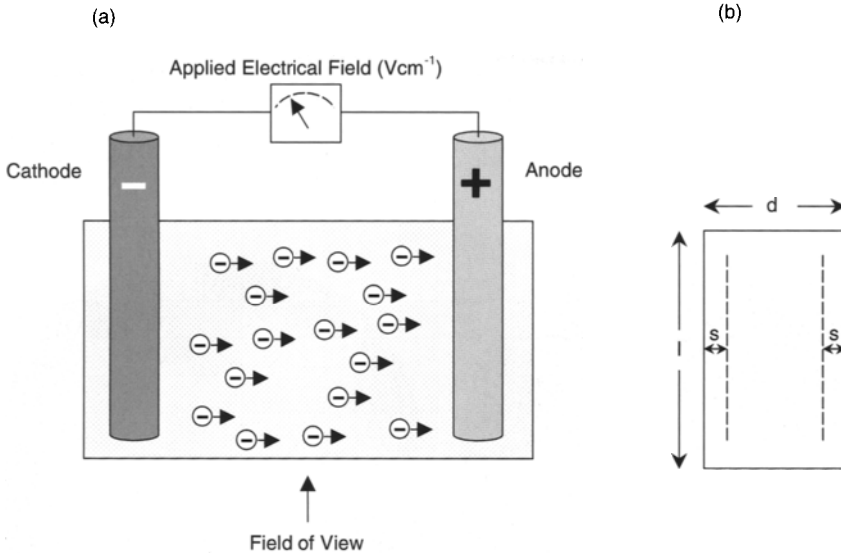 (a)
(b)
Applied Electrical Field (Vcm⁻¹)
Cathode
Anode
d
s
s
l
Field of View